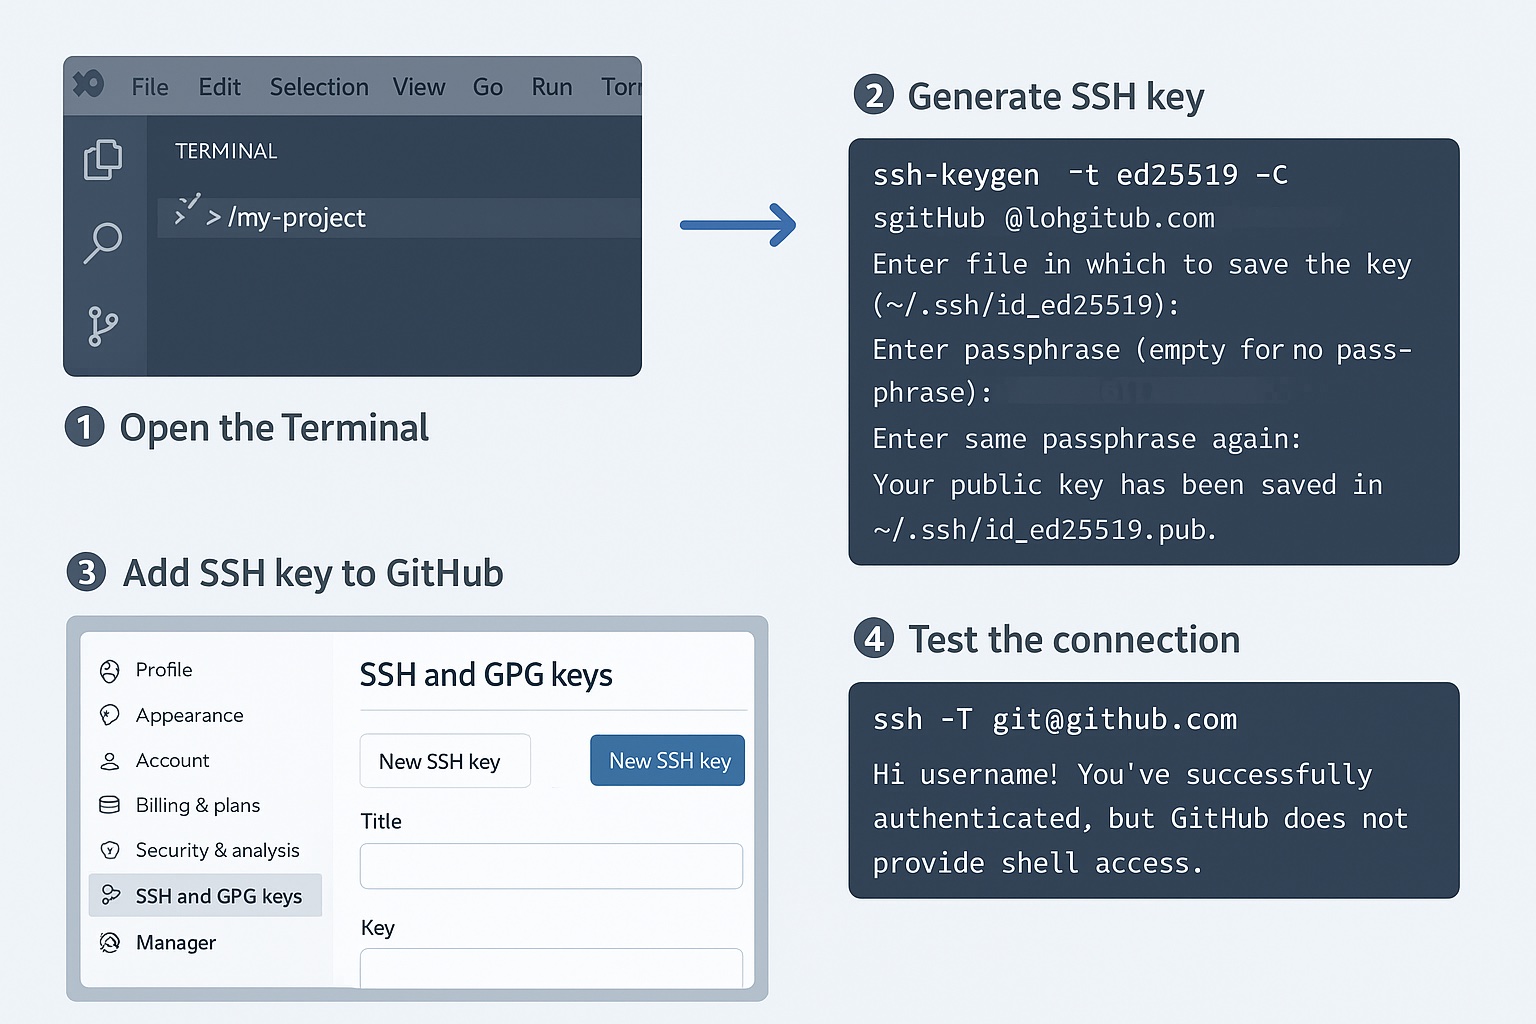 File Edit Selection View Go Run Torr
TERMINAL
> > /my-project
1 Open the Terminal
2 Generate SSH key
ssh-keygen -t ed25519 -C
sgitHub @lohgitub.com
Enter file in which to save the key
(~/.ssh/id_ed25519):
Enter passphrase (empty for no pass-
phrase):
Enter same passphrase again:
Your public key has been saved in
~/.ssh/id_ed25519.pub.
3 Add SSH key to GitHub
Profile
Appearance
Account
Billing & plans
Security & analysis
SSH and GPG keys
Manager
SSH and GPG keys
New SSH key
New SSH key
Title
Key
4 Test the connection
ssh -T git@github.com
Hi username! You've successfully
authenticated, but GitHub does not
provide shell access.